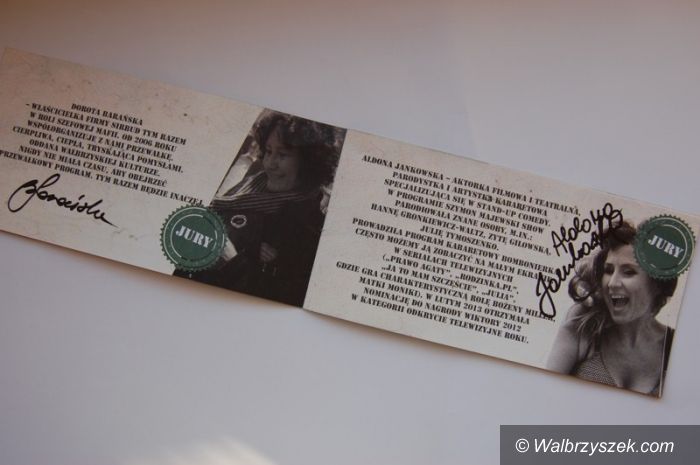 DOROTA BARAŃSKA
- WŁAŚCICIELKA FIRMY SIRBUD TYM RAZEM
W ROLI SZEFOWEJ MAFII. OD 2006 ROKU
WSPÓŁORGANIZUJE Z NAMI PRZEWAŁKĘ.
CIERPLIWA, CIEPŁA, TRYSKAJĄCA POMYSŁAMI,
ODDANA WAŁBRZYSKIEJ KULTURZE.
NIGDY NIE MIAŁA CZASU, ABY OBEJRZEĆ
PRZEWAŁKOWY PROGRAM. TYM RAZEM BĘDZIE INACZEJ.
JURY
ALDONA JANKOWSKA – AKTORKA FILMOWA I TEATRALNA,
PARODYSTKA I ARTYSTKA KABARETOWA
SPECJALIZUJĄCA SIĘ W STAND-UP COMEDY.
W PROGRAMIE SZYMON MAJEWSKI SHOW
PARODIOWAŁA ZNANE OSOBY, M.IN.:
HANNĘ GRONKIEWICZ-WALTZ, ZYTĘ GILOWSKĄ,
JULIĘ TYMOSZENKO.
PROWADZIŁA PROGRAM KABARETOWY BOMBONIERKA
CZĘSTO MOŻEMY JĄ ZOBACZYĆ NA MAŁYM EKRANIE
W SERIALACH TELEWIZYJNYCH
(„PRAWO AGATY", „RODZINKA.PL",
„JA TO MAM SZCZĘŚCIE", „JULIA",
GDZIE GRA CHARAKTERYSTYCZNĄ ROLĘ BOŻENY MILLER,
MATKI MONIKI). W LUTYM 2013 OTRZYMAŁA
NOMINACJĘ DO NAGRODY WIKTORY 2012
W KATEGORII ODKRYCIE TELEWIZYJNE ROKU.
Aldona
Jankowska
JURY
© Walbrzyszek.com